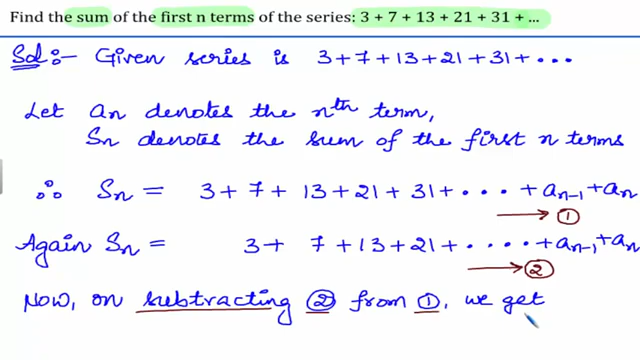 Find the sum of the first n terms of the series: 3 + 7 + 13 + 21 + 31 + ...
Sol :- Given series is 3+7+13+21+31+ ...
Let an denotes the nth term,
Sn denotes the sum of the first n terms
∴ Sn = 3 + 7 + 13 + 21 + 31 + .... + an-1 + an
→ ①
Again Sn = 3 + 7 + 13 + 21 + ..... + an-1 + an
→ ②
Now, on subtracting ② from ①, we get